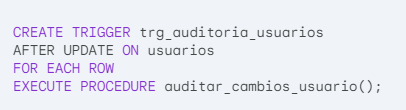 CREATE TRIGGER trg_auditoria_usuarios
AFTER UPDATE ON usuarios
FOR EACH ROW
EXECUTE PROCEDURE auditar_cambios_usuario();